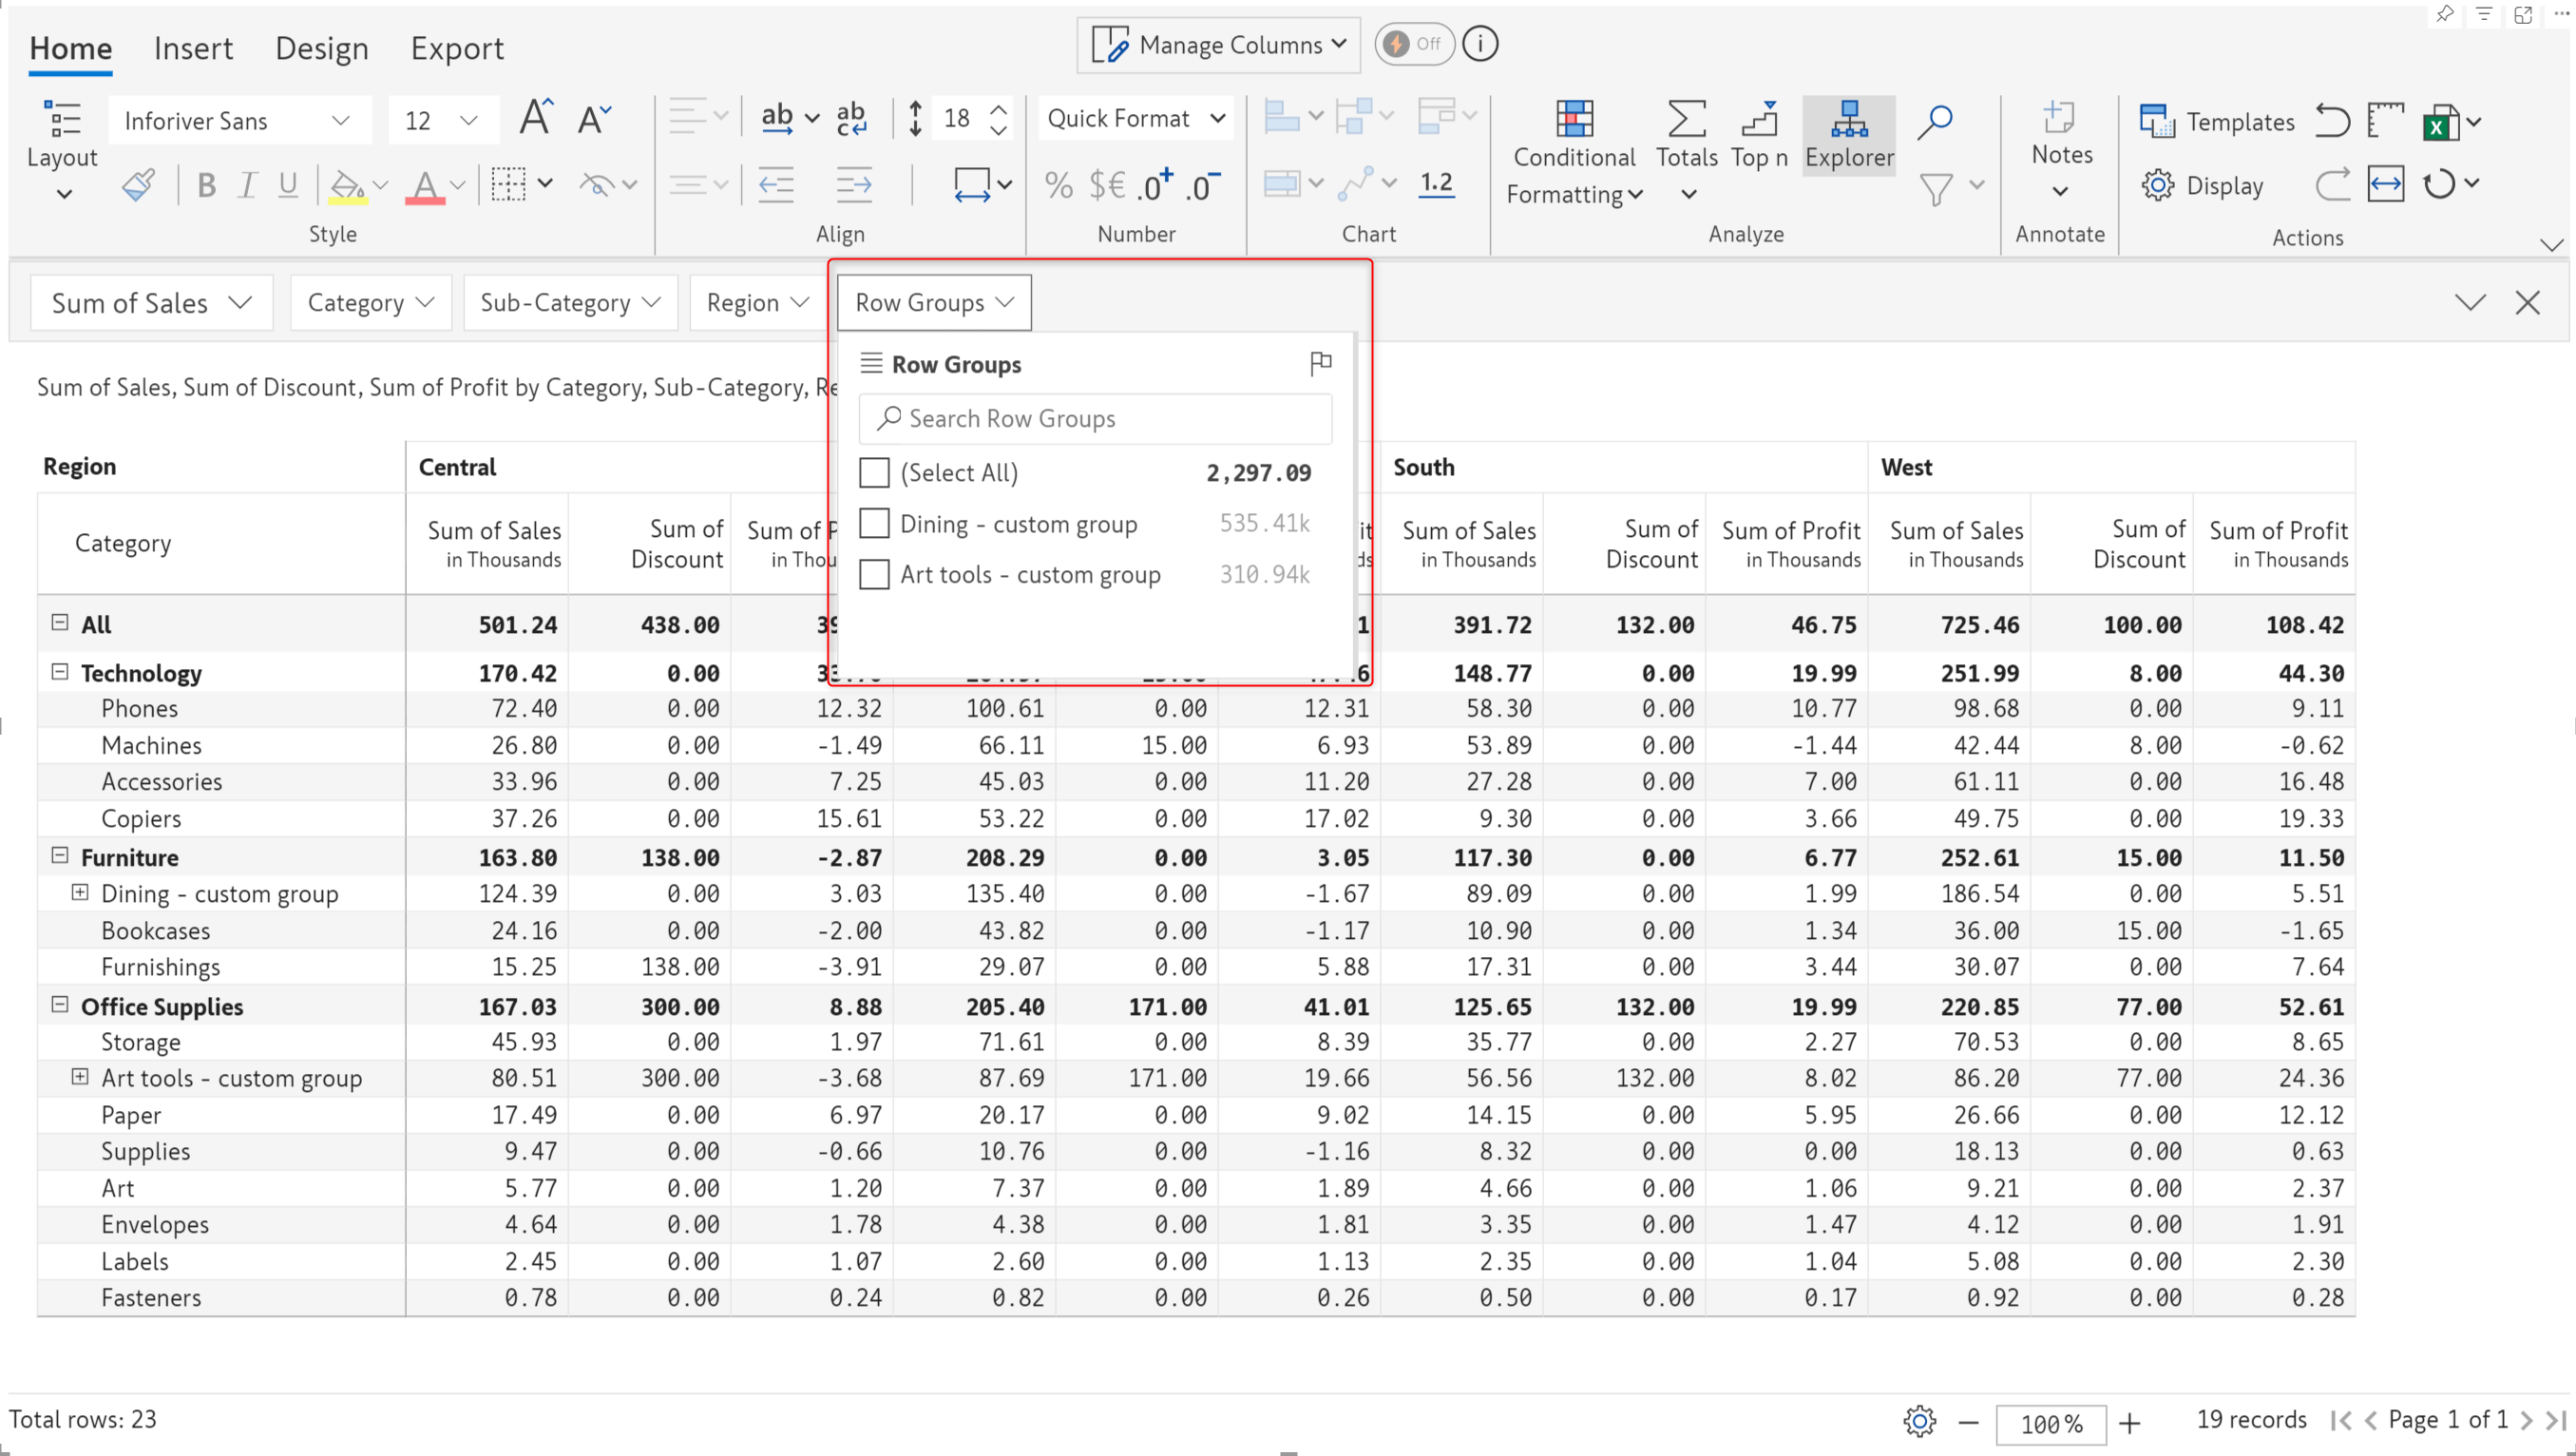 Home Insert Design Export Manage Columns Off
Inforiver Sans 12 ab ab 18 Quick Format Templates
c
Layout Conditional Totals Top n Explorer Notes
B I U A % $€ .0+ .0- 1.2 Formatting Display
Style Align Number Chart Analyze Annotate Actions
Sum of Sales Category Sub-Category Region Row Groups
Row Groups
Sum of Sales, Sum of Discount, Sum of Profit by Category, Sub-Category,
Search Row Groups
(Select All) 2,297.09
Dining - custom group 535.41k
Art tools - custom group 310.94k
Region Central South West
Category Sum of Sales in Thousands Sum of Discount Sum of Sales in Thousands Sum of Discount Sum of Profit in Thousands Sum of Sales in Thousands Sum of Discount Sum of Profit in Thousands
All 501.24 438.00 391.72 132.00 46.75 725.46 100.00 108.42
Technology 170.42 0.00 148.77 0.00 19.99 251.99 8.00 44.30
Phones 72.40 0.00 12.32 100.61 0.00 12.31 58.30 0.00 10.77 98.68 0.00 9.11
Machines 26.80 0.00 -1.49 66.11 15.00 6.93 53.89 0.00 -1.44 42.44 8.00 -0.62
Accessories 33.96 0.00 7.25 45.03 0.00 11.20 27.28 0.00 7.00 61.11 0.00 16.48
Copiers 37.26 0.00 15.61 53.22 0.00 17.02 9.30 0.00 3.66 49.75 0.00 19.33
Furniture 163.80 138.00 -2.87 208.29 0.00 3.05 117.30 0.00 6.77 252.61 15.00 11.50
Dining - custom group 124.39 0.00 3.03 135.40 0.00 -1.67 89.09 0.00 1.99 186.54 0.00 5.51
Bookcases 24.16 0.00 -2.00 43.82 0.00 -1.17 10.90 0.00 1.34 36.00 15.00 -1.65
Furnishings 15.25 138.00 -3.91 29.07 0.00 5.88 17.31 0.00 3.44 30.07 0.00 7.64
Office Supplies 167.03 300.00 8.88 205.40 171.00 41.01 125.65 132.00 19.99 220.85 77.00 52.61
Storage 45.93 0.00 1.97 71.61 0.00 8.39 35.77 0.00 2.27 70.53 0.00 8.65
Art tools - custom group 80.51 300.00 -3.68 87.69 171.00 19.66 56.56 132.00 8.02 86.20 77.00 24.36
Paper 17.49 0.00 6.97 20.17 0.00 9.02 14.15 0.00 5.95 26.66 0.00 12.12
Supplies 9.47 0.00 -0.66 10.76 0.00 -1.16 8.32 0.00 0.00 18.13 0.00 0.63
Art 5.77 0.00 1.20 7.37 0.00 1.89 4.66 0.00 1.06 9.21 0.00 2.37
Envelopes 4.64 0.00 1.78 4.38 0.00 1.81 3.35 0.00 1.47 4.12 0.00 1.91
Labels 2.45 0.00 1.07 2.60 0.00 1.13 2.35 0.00 1.04 5.08 0.00 2.30
Fasteners 0.78 0.00 0.24 0.82 0.00 0.26 0.50 0.00 0.17 0.92 0.00 0.28
Total rows: 23 100% 19 records Page 1 of 1